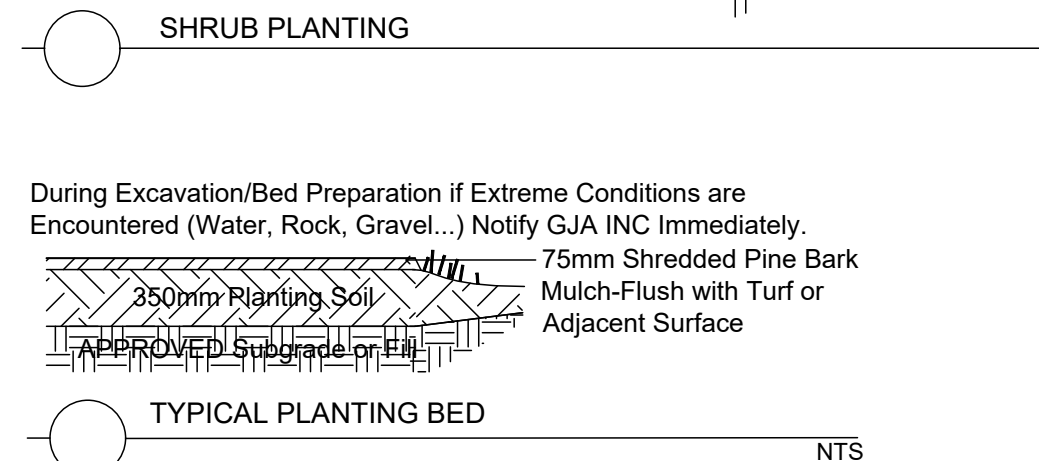 SHRUB PLANTING
During Excavation/Bed Preparation if Extreme Conditions are
Encountered (Water, Rock, Gravel...) Notify GJA INC Immediately.
75mm Shredded Pine Bark
Mulch-Flush with Turf or
Adjacent Surface
350mm Planting Soil
APPROVED Subgrade or Fill
TYPICAL PLANTING BED
NTS